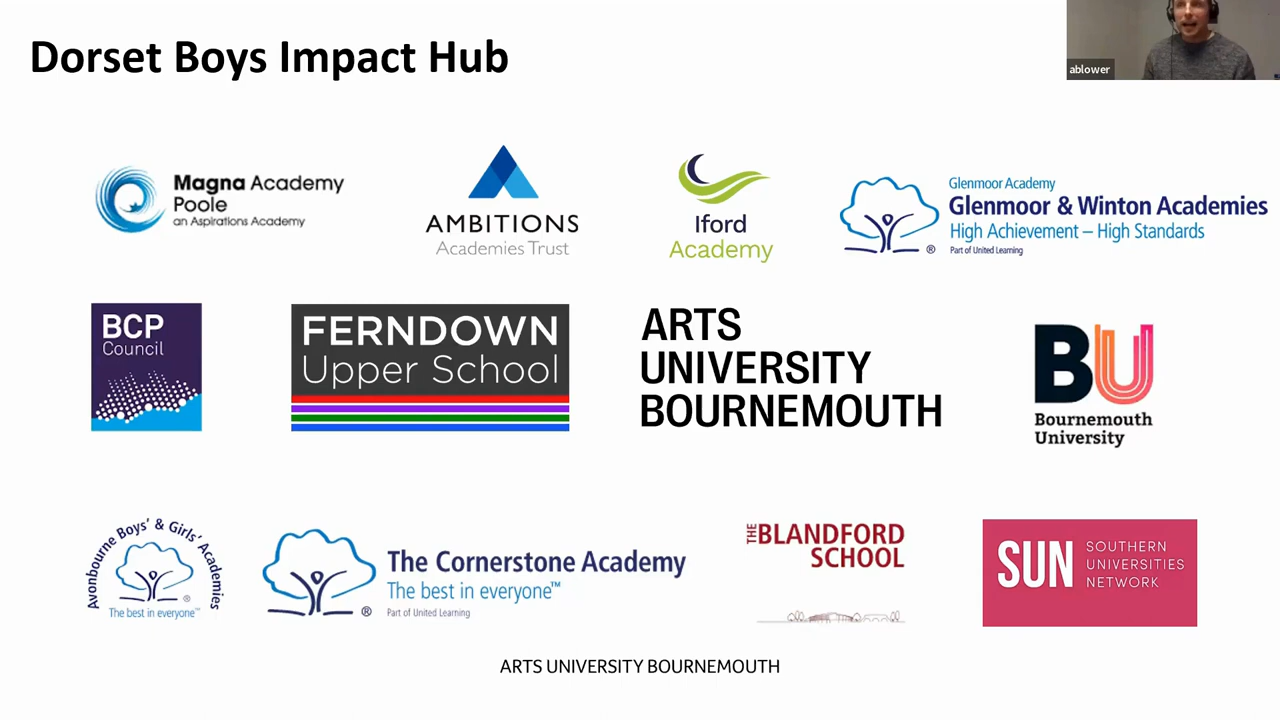 Dorset Boys Impact Hub
ablower
Magna Academy
Poole
an Aspirations Academy
AMBITIONS
Academies Trust
Iford
Academy
Glenmoor Academy
Glenmoor & Winton Academies
High Achievement – High Standards
Part of United Learning
®
BCP
Council
FERNDOWN
Upper School
ARTS
UNIVERSITY
BOURNEMOUTH
BU
Bournemouth
University
Avonbourne Boys' & Girls' Academies
®
The best in everyone™
The Cornerstone Academy
The best in everyone™
® Part of United Learning
THE BLANDFORD
SCHOOL
SUN
SOUTHERN
UNIVERSITIES
NETWORK
ARTS UNIVERSITY BOURNEMOUTH